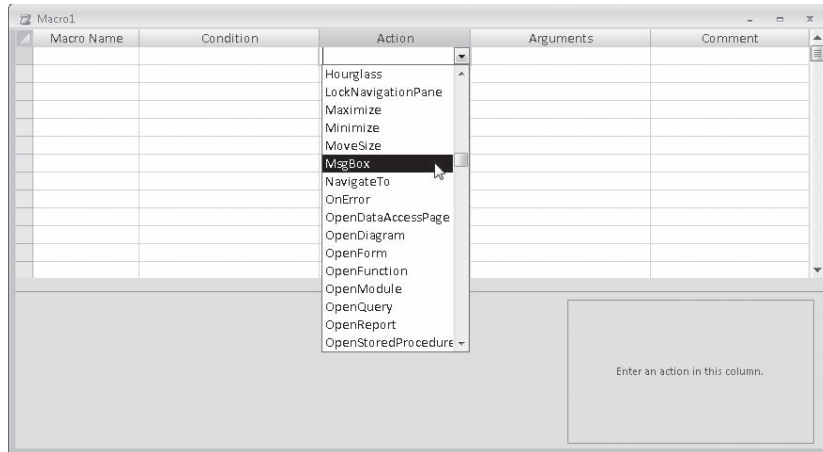 Macro1
Macro Name Condition Action Arguments Comment
Hourglass
LockNavigationPane
Maximize
Minimize
MoveSize
MsgBox
NavigateTo
OnError
OpenDataAccessPage
OpenDiagram
OpenForm
OpenFunction
OpenModule
OpenQuery
OpenReport
OpenStoredProcedure
Enter an action in this column.